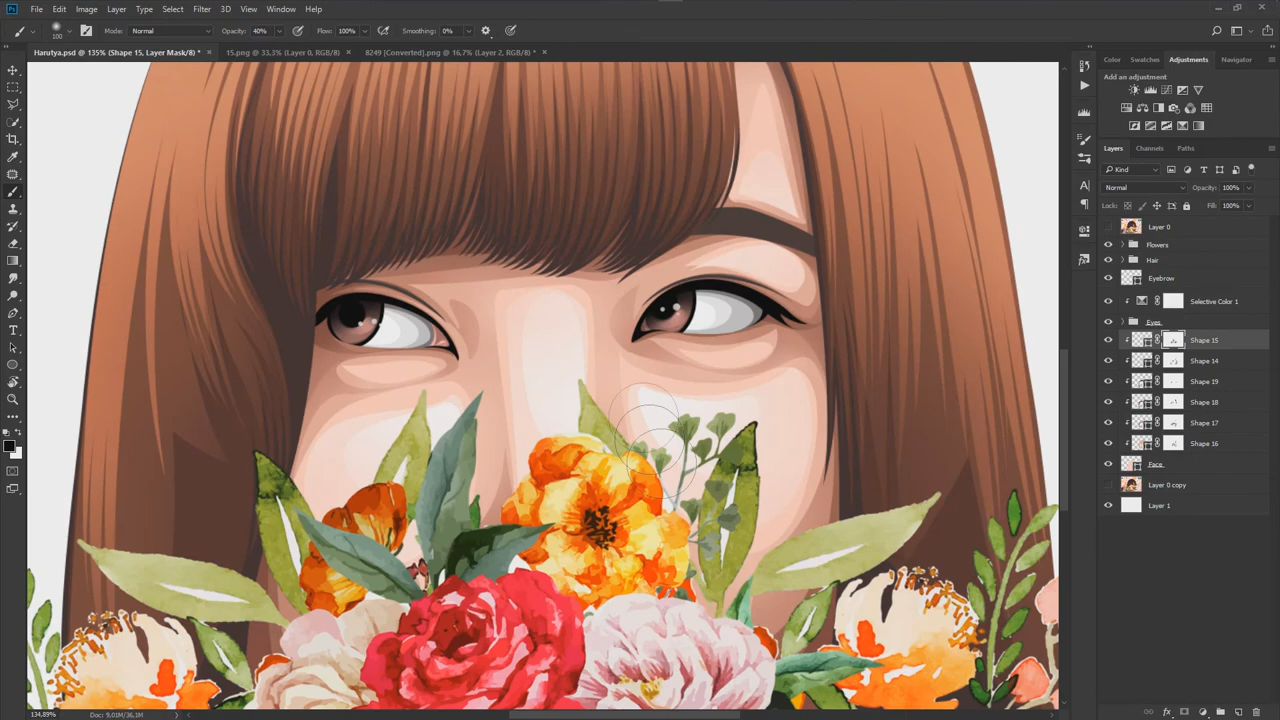 Ps File Edit Image Layer Type Select Filter 3D View Window Help
100 Mode: Normal Opacity: 40% Flow: 100% Smoothing: 0%
Harutya.psd @ 135% (Shape 15, Layer Mask/8) * × 15.png @ 33,3% (Layer 0, RGB/8) × 8249 [Converted].png @ 16,7% (Layer 2, RGB/8) * ×
Color Swatches Adjustments Navigator
Add an adjustment
Layers Channels Paths
Kind
Normal Opacity: 100%
Lock: Fill: 100%
Layer 0
Flowers
Hair
Eyebrow
Selective Color 1
Eyes
Shape 15
Shape 14
Shape 19
Shape 18
Shape 17
Shape 16
Face
Layer 0 copy
Layer 1
134,89% Doc: 9,01M/36,1M